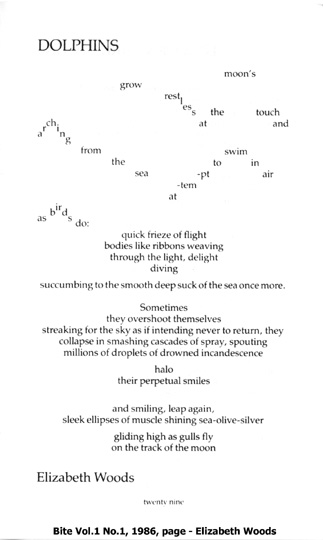 DOLPHINS
grow restless at the moon's touch and
arching from the sea at -tem -pt to swim in air
as birds do:
quick frieze of flight
bodies like ribbons weaving
through the light, delight
diving
succumbing to the smooth deep suck of the sea once more.
Sometimes
they overshoot themselves
streaking for the sky as if intending never to return, they
collapse in smashing cascades of spray, spouting
millions of droplets of drowned incandescence
halo
their perpetual smiles
and smiling, leap again,
sleek ellipses of muscle shining sea-olive-silver
gliding high as gulls fly
on the track of the moon
Elizabeth Woods
twenty nine
Bite Vol.1 No.1, 1986, page - Elizabeth Woods